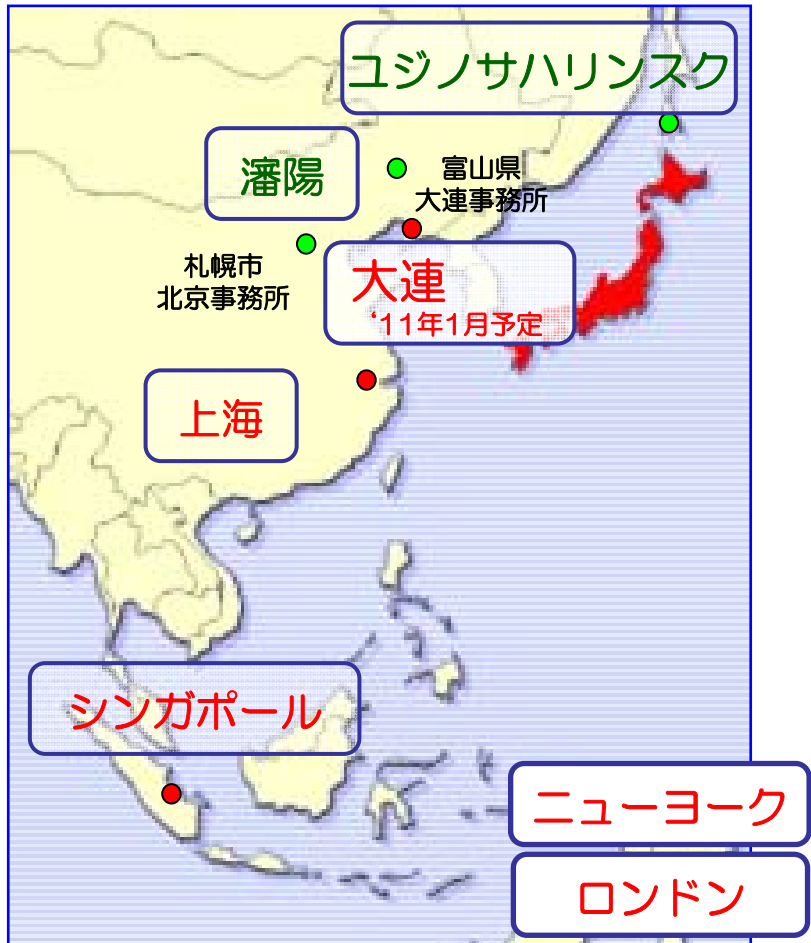 ユジノサハリンスク
瀋陽
富山県
大連事務所
札幌市
北京事務所
大連
‘11年1月予定
上海
シンガポール
ニューヨーク
ロンドン